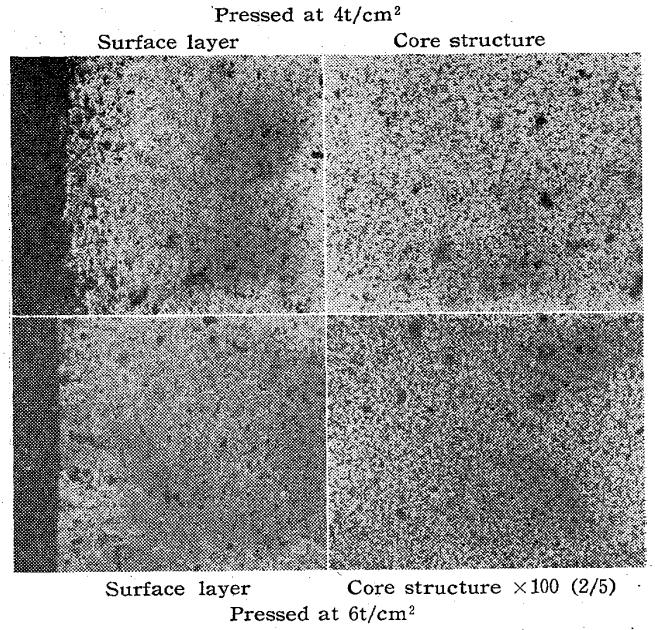 Pressed at 4t/cm²
Surface layer Core structure
Surface layer Core structure ×100 (2/5)
Pressed at 6t/cm²